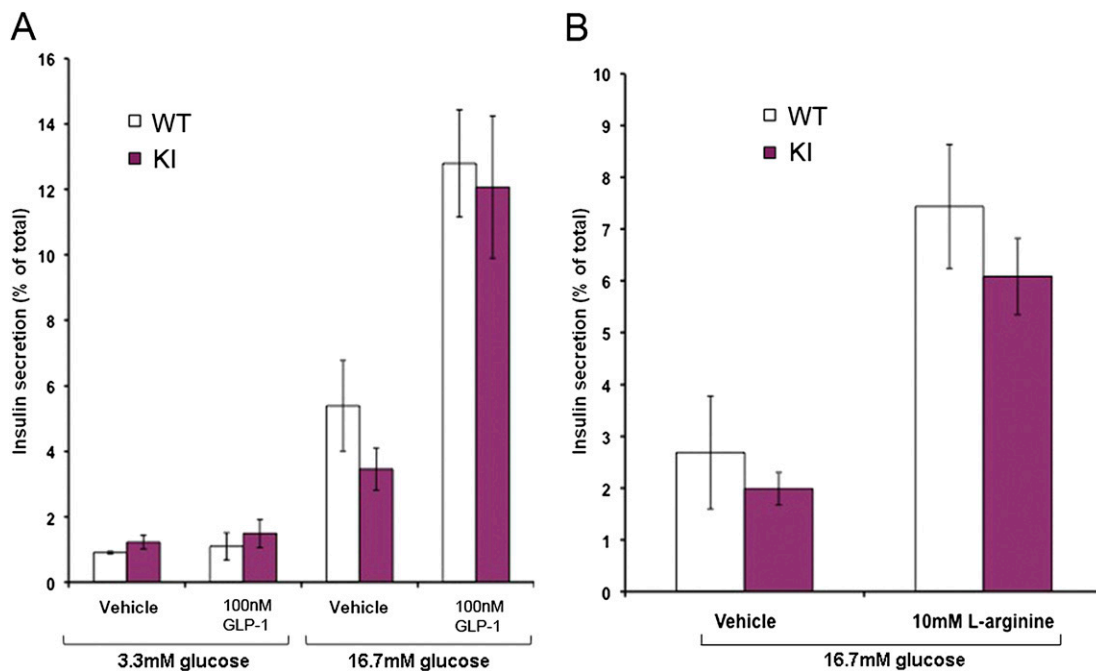 A
Insulin secretion (% of total)
16
14
12
10
8
6
4
2
0
WT
KI
Vehicle
100nM
GLP-1
Vehicle
100nM
GLP-1
3.3mM glucose
16.7mM glucose
B
Insulin secretion (% of total)
10
9
8
7
6
5
4
3
2
1
0
WT
KI
Vehicle
10mM L-arginine
16.7mM glucose